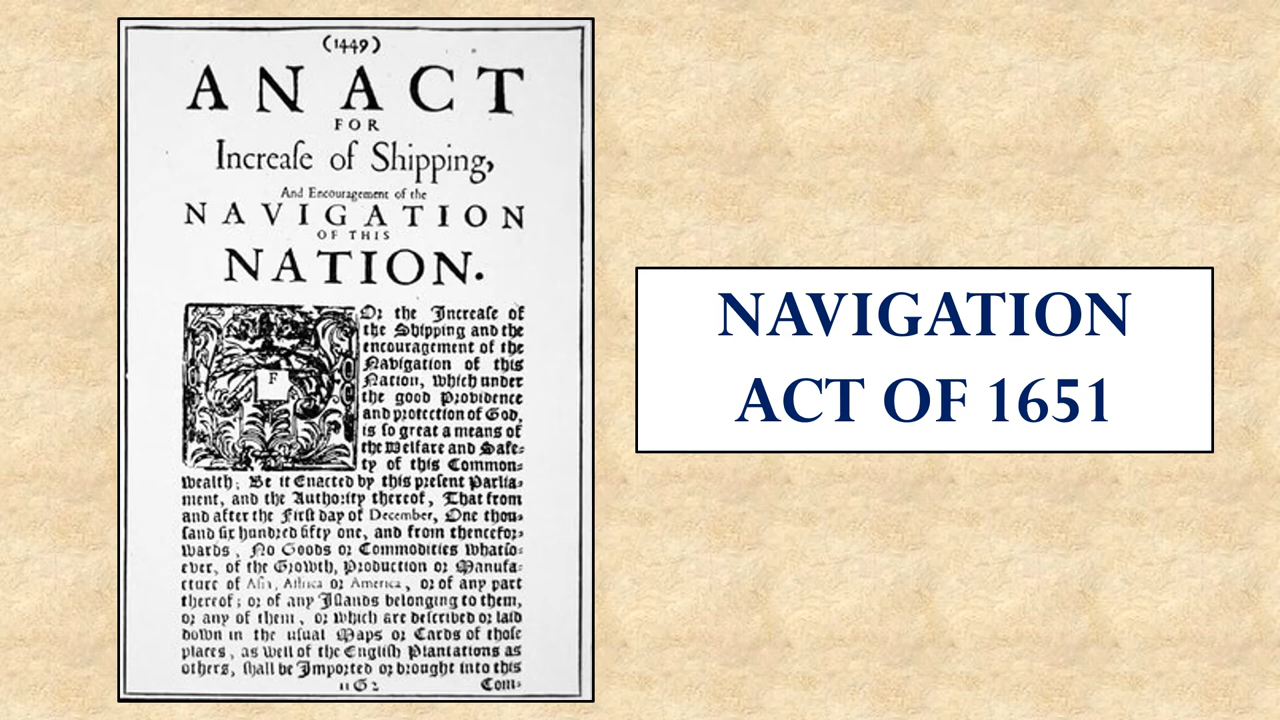 (1449)
AN ACT
FOR
Increaſe of Shipping,
And Encouragement of the
NAVIGATION
OF THIS
NATION.
FOr the Increaſe of
the Shipping and the
encouragement of the
Navigation of this
Nation, which under
the good Providence
and protection of God,
is ſo great a means of
the Welfare and Safe⸗
ty of this Common⸗
wealth; Be it Enacted by this preſent Parlia⸗
ment, and the Authority thereof, That from
and after the Firſt day of December, One thou⸗
ſand ſix hundred fifty one, and from thencefor⸗
wards, No Goods or Commodities whatſo⸗
ever, of the Growth, Production or Manufa⸗
cture of Aſia, Affrica or America, or of any part
thereof; or of any Iſlands belonging to them,
or any of them, or which are deſcribed or laid
down in the uſual Maps or Cards of thoſe
places, as well of the Engliſh Plantations as
others, ſhall be Imported or brought into this
11G2 Com⸗
NAVIGATION
ACT OF 1651